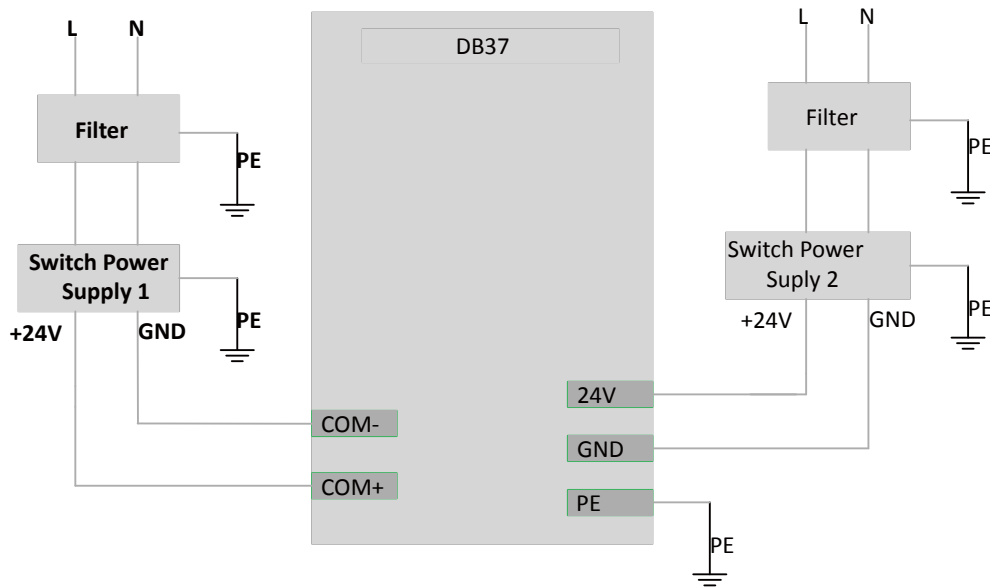 L
N
Filter
PE
Switch Power
Supply 1
PE
+24V
GND
DB37
COM-
COM+
24V
GND
PE
PE
L
N
Filter
PE
Switch Power
Suply 2
PE
+24V
GND